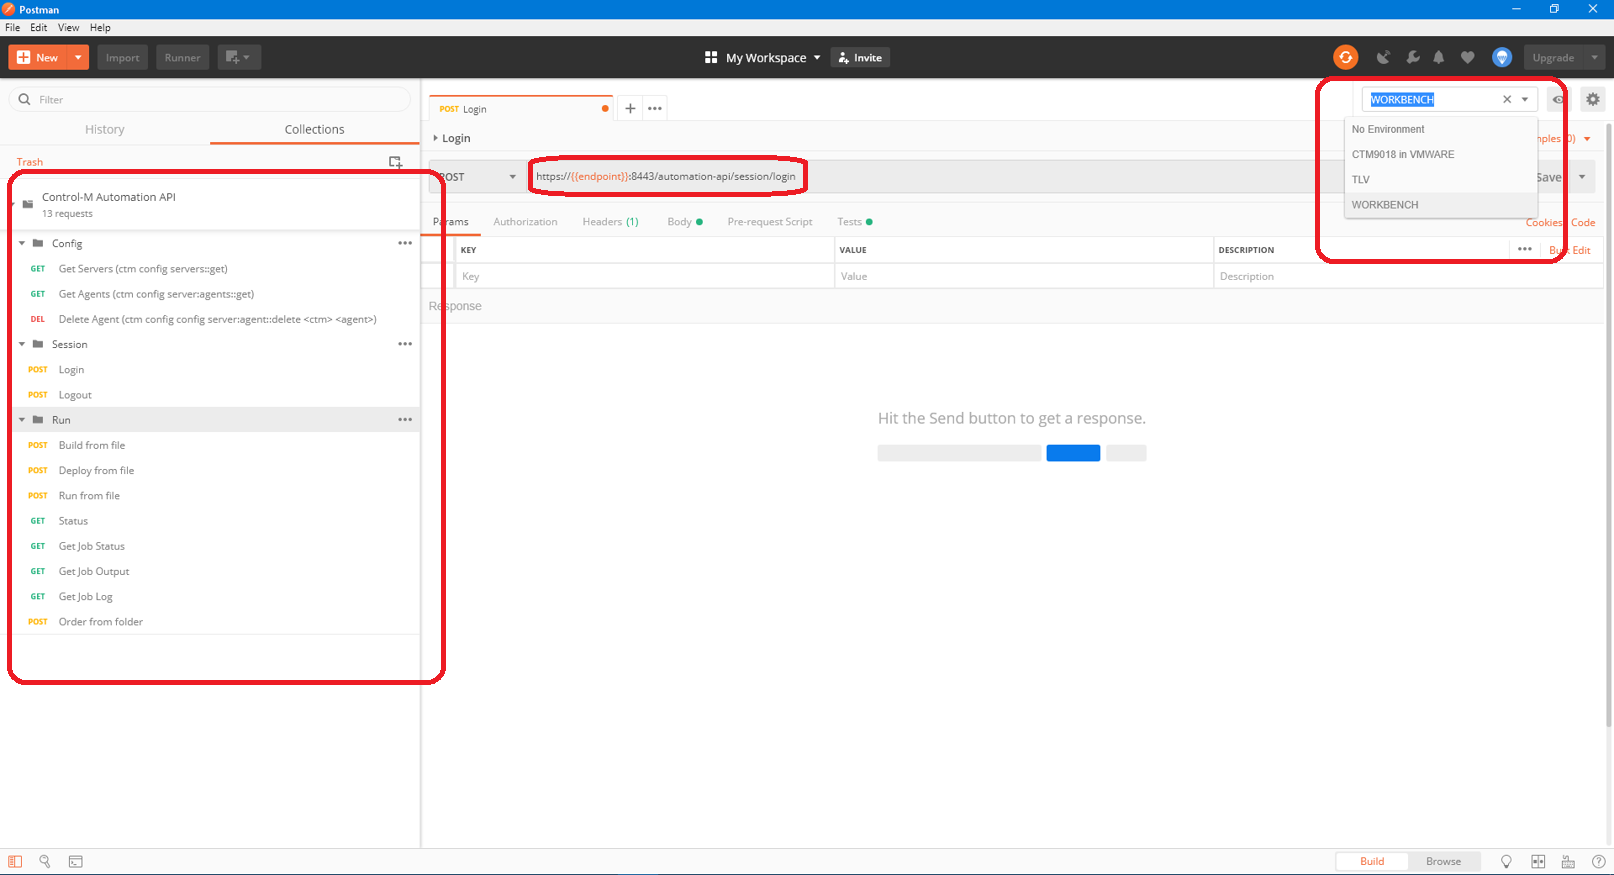 Postman
File Edit View Help
New Import Runner My Workspace Invite Upgrade
Filter
History Collections
Trash
Control-M Automation API
13 requests
Config
GET Get Servers (ctm config servers::get)
GET Get Agents (ctm config server:agents::get)
DEL Delete Agent (ctm config config server:agent::delete <ctm> <agent>)
Session
POST Login
POST Logout
Run
POST Build from file
POST Deploy from file
POST Run from file
GET Status
GET Get Job Status
GET Get Job Output
GET Get Job Log
POST Order from folder
POST Login
WORKBENCH
No Environment
CTM9018 in VMWARE
TLV
WORKBENCH
Login
(0)
POST https://{{endpoint}}:8443/automation-api/session/login Save
Params Authorization Headers (1) Body Pre-request Script Tests Cookies Code
KEY VALUE DESCRIPTION Bulk Edit
Key Value Description
Response
Hit the Send button to get a response.
Build Browse